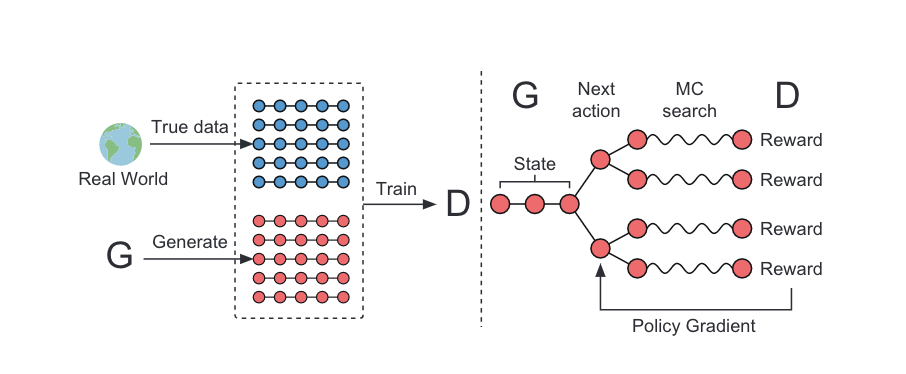 True data
Real World
G
Generate
Train
D
G
Next
action
MC
search
D
State
Reward
Reward
Reward
Reward
Policy Gradient